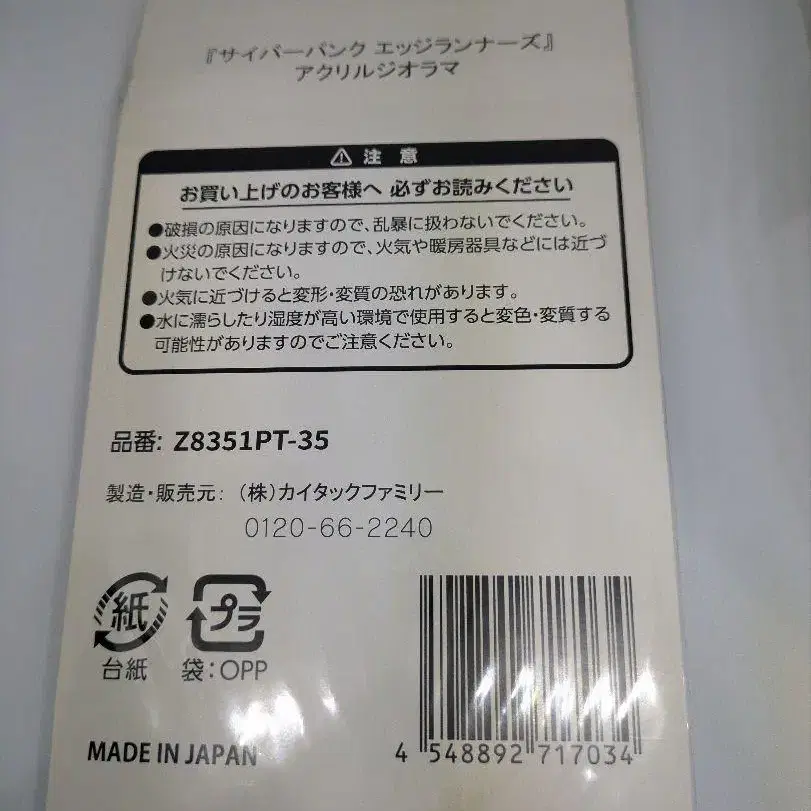 『サイバーパンク エッジランナーズ』
アクリルジオラマ
⚠ 注 意
お買い上げのお客様へ 必ずお読みください
●破損の原因になりますので、乱暴に扱わないでください。
●火災の原因になりますので、火気や暖房器具などには近づ
けないでください。
●火気に近づけると変形・変質の恐れがあります。
●水に濡らしたり湿度が高い環境で使用すると変色・変質する
可能性がありますのでご注意ください。
品番: Z8351PT-35
製造・販売元: (株)カイタックファミリー
0120-66-2240
紙 プラ
台紙 袋:OPP
MADE IN JAPAN
4 548892 717034